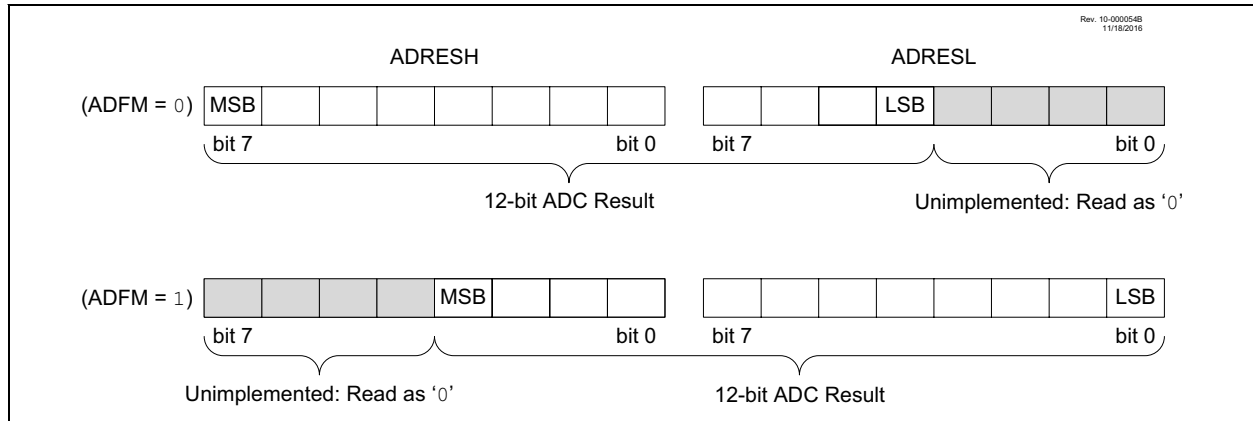 Rev. 10-000054B
11/18/2016
ADRESH ADRESL
(ADFM = 0) MSB LSB
bit 7 bit 0 bit 7 bit 0
12-bit ADC Result Unimplemented: Read as ‘0’
(ADFM = 1) MSB LSB
bit 7 bit 0 bit 7 bit 0
Unimplemented: Read as ‘0’ 12-bit ADC Result